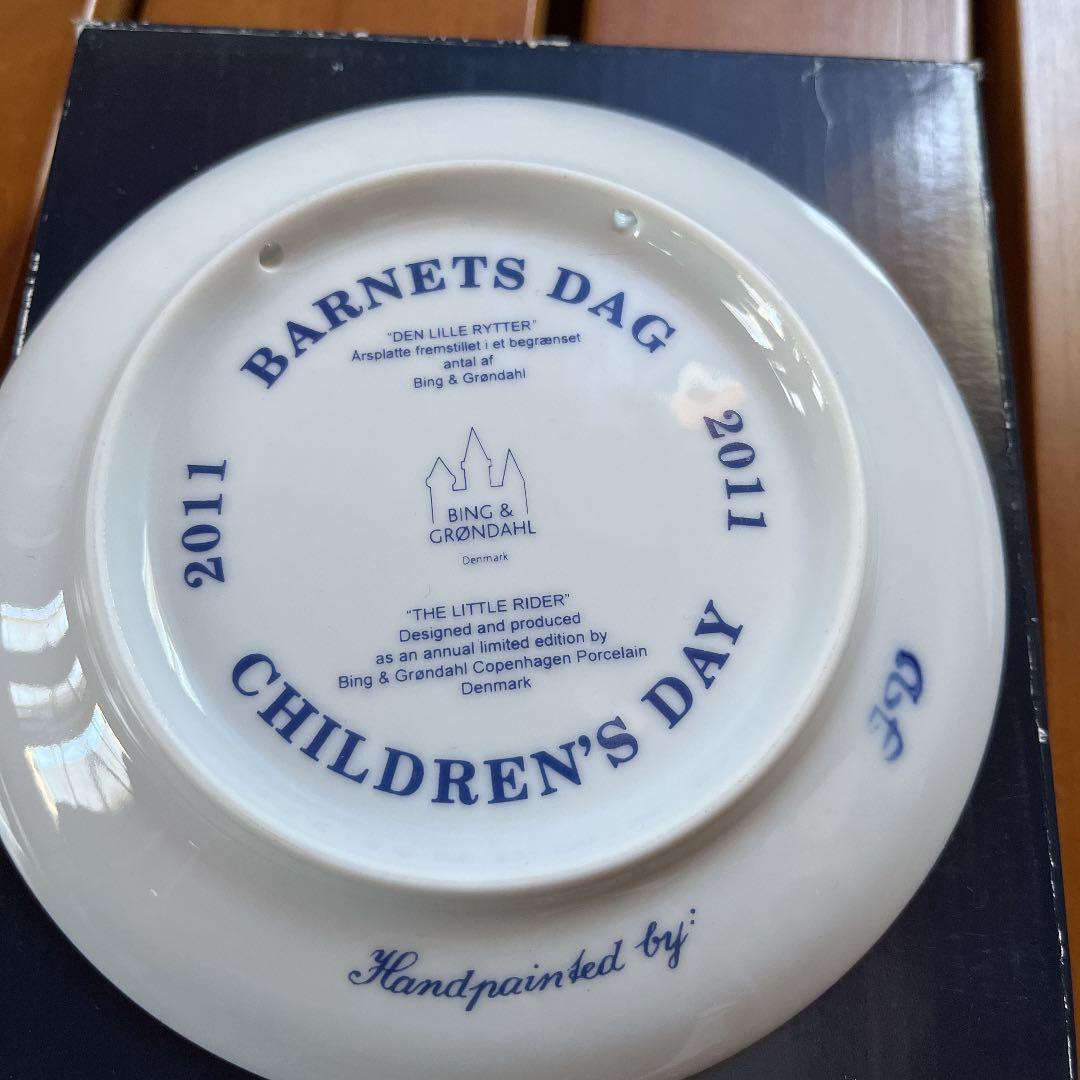 BARNETS DAG
"DEN LILLE RYTTER"
Årsplatte fremstillet i et begrænset
antal af
Bing & Grøndahl
2011
2011
BING &
GRØNDAHL
Denmark
"THE LITTLE RIDER"
Designed and produced
as an annual limited edition by
Bing & Grøndahl Copenhagen Porcelain
Denmark
CHILDREN'S DAY
Handpainted by: